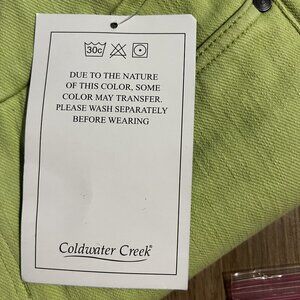 30c
DUE TO THE NATURE
OF THIS COLOR, SOME
COLOR MAY TRANSFER.
PLEASE WASH SEPARATELY
BEFORE WEARING
Coldwater Creek®